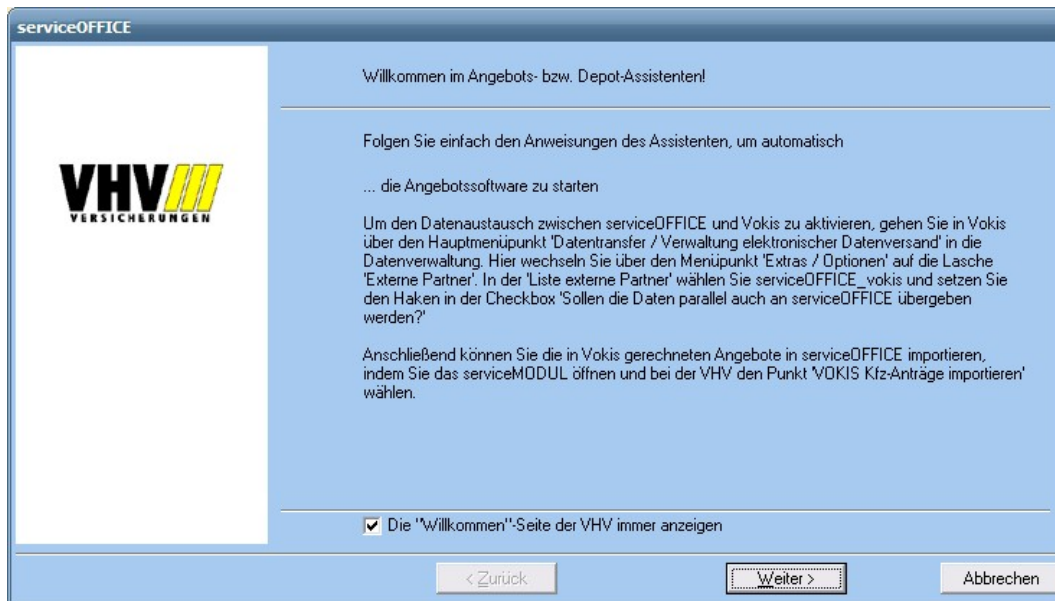 serviceOFFICE
VHV
VERSICHERUNGEN
Willkommen im Angebots- bzw. Depot-Assistenten!
Folgen Sie einfach den Anweisungen des Assistenten, um automatisch
... die Angebotssoftware zu starten
Um den Datenaustausch zwischen serviceOFFICE und Vokis zu aktivieren, gehen Sie in Vokis
über den Hauptmenüpunkt 'Datentransfer / Verwaltung elektronischer Datenversand' in die
Datenverwaltung. Hier wechseln Sie über den Menüpunkt 'Extras / Optionen' auf die Lasche
'Externe Partner'. In der 'Liste externe Partner' wählen Sie serviceOFFICE_vokis und setzen Sie
den Haken in der Checkbox 'Sollen die Daten parallel auch an serviceOFFICE übergeben
werden?'
Anschließend können Sie die in Vokis gerechneten Angebote in serviceOFFICE importieren,
indem Sie das serviceMODUL öffnen und bei der VHV den Punkt 'VOKIS Kfz-Anträge importieren'
wählen.
Die "Willkommen"-Seite der VHV immer anzeigen
< Zurück
Weiter >
Abbrechen